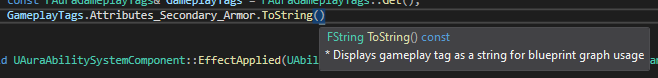 const FAuraGameplayTags& GameplayTags = FAuraGameplayTags::Get();
GameplayTags.Attributes_Secondary_Armor.ToString()
FString ToString() const
* Displays gameplay tag as a string for blueprint graph usage
UAuraAbilitySystemComponent::EffectApplied(UAbil